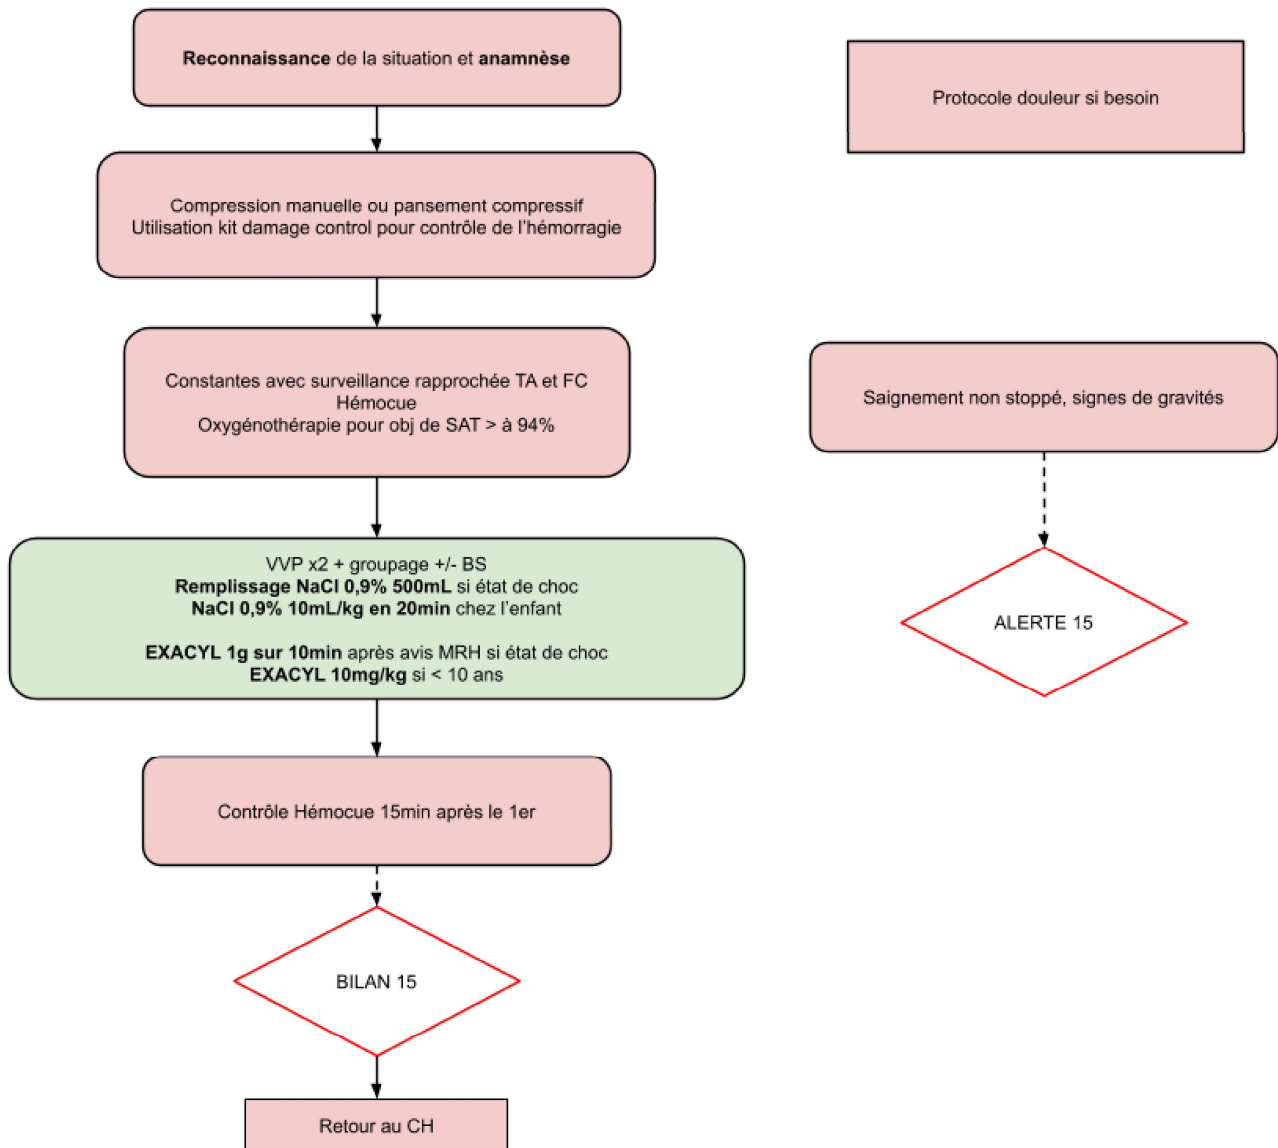 Reconnaissance de la situation et anamnèse
Protocole douleur si besoin
Compression manuelle ou pansement compressif
Utilisation kit damage control pour contrôle de l'hémorragie
Constantes avec surveillance rapprochée TA et FC
Hémocue
Oxygénothérapie pour obj de SAT > à 94%
Saignement non stoppé, signes de gravités
VVP x2 + groupage +/- BS
Remplissage NaCl 0,9% 500mL si état de choc
NaCl 0,9% 10mL/kg en 20min chez l'enfant
EXACYL 1g sur 10min après avis MRH si état de choc
EXACYL 10mg/kg si < 10 ans
ALERTE 15
Contrôle Hémocue 15min après le 1er
BILAN 15
Retour au CH